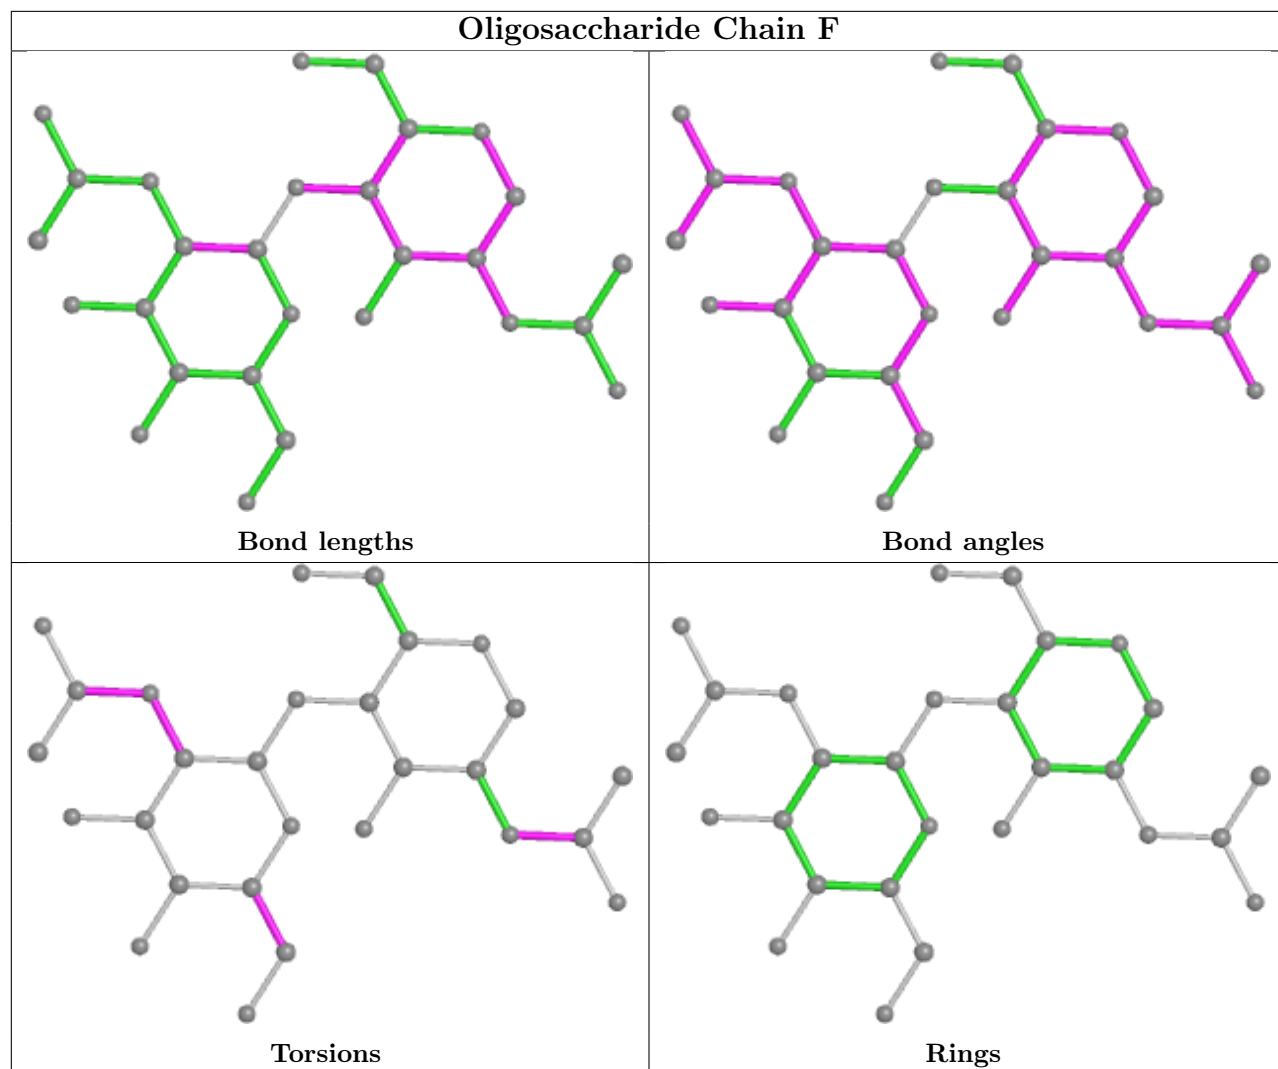 Oligosaccharide Chain F
Bond lengths
Bond angles
Torsions
Rings